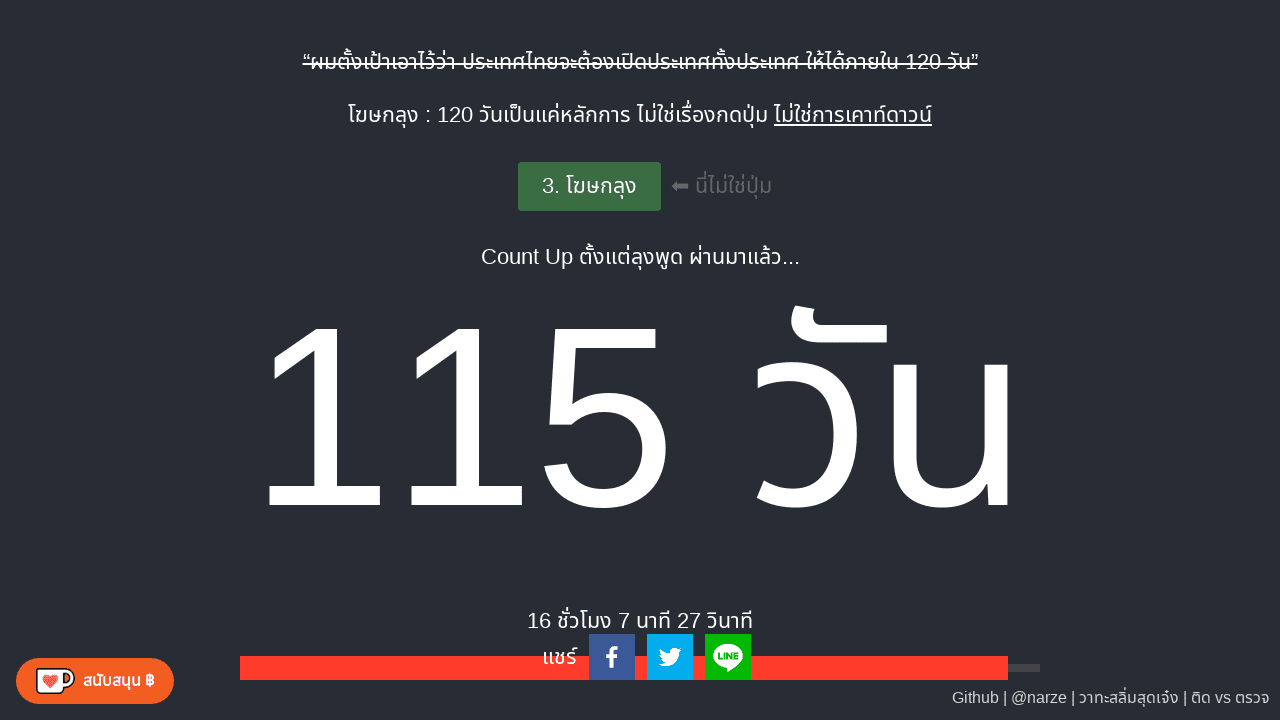 “ผมตั้งเป้าเอาไว้ว่า ประเทศไทยจะต้องเปิดประเทศทั้งประเทศ ให้ได้ภายใน 120 วัน”
โฆษกลุง : 120 วันเป็นแค่หลักการ ไม่ใช่เรื่องกดปุ่ม ไม่ใช่การเคาท์ดาวน์
3. โฆษกลุง ⬅ นี่ไม่ใช่ปุ่ม
Count Up ตั้งแต่ลุงพูด ผ่านมาแล้ว...
115 วัน
16 ชั่วโมง 7 นาที 27 วินาที
แชร์
LINE
สนับสนุน ฿
Github | @narze | วาทะสลิ่มสุดเจ๋ง | ติด vs ตรวจ